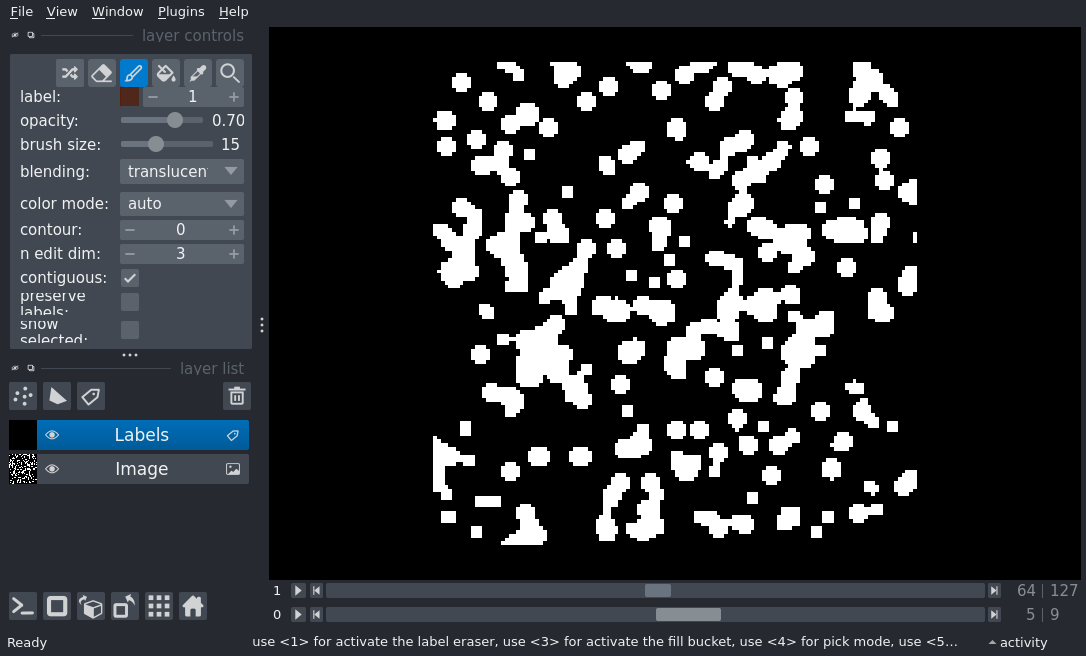 File View Window Plugins Help
layer controls
label: 1
opacity: 0.70
brush size: 15
blending: translucen
color mode: auto
contour: 0
n edit dim: 3
contiguous:
preserve
labels:
show
selected:
layer list
Labels
Image
1 64 127
0 5 9
Ready use <1> for activate the label eraser, use <3> for activate the fill bucket, use <4> for pick mode, use <5... activity